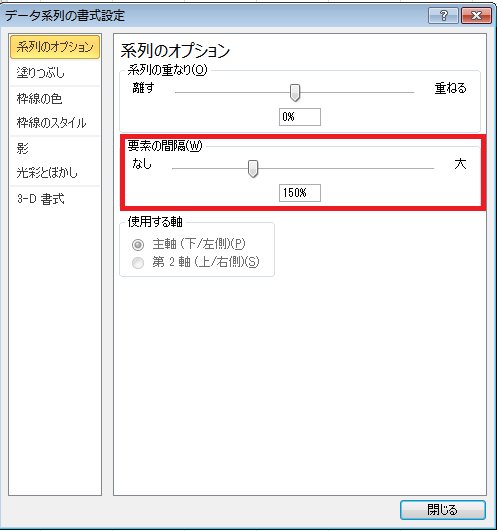 データ系列の書式設定
系列のオプション
塗りつぶし
枠線の色
枠線のスタイル
影
光彩とぼかし
3-D 書式
系列のオプション
系列の重なり(O)
離す 重ねる
0%
要素の間隔(W)
なし 大
150%
使用する軸
主軸 (下/左側)(P)
第 2 軸 (上/右側)(S)
閉じる